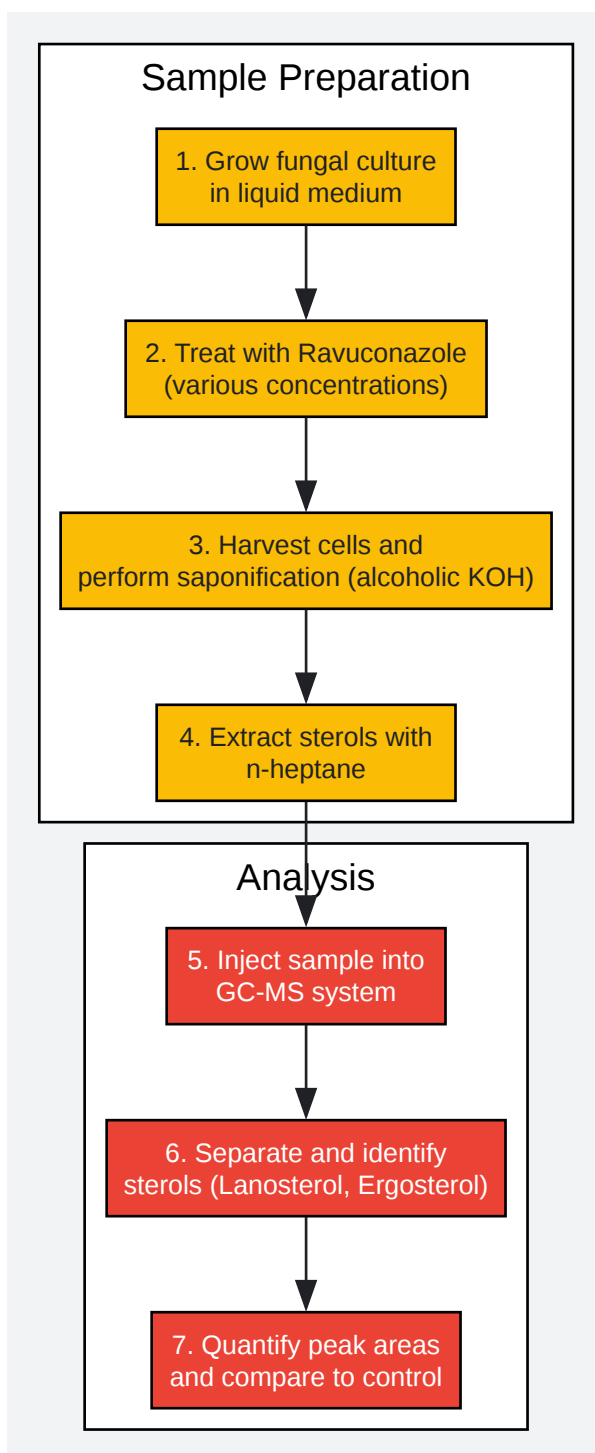 Sample Preparation
1. Grow fungal culture
in liquid medium
2. Treat with Ravuconazole
(various concentrations)
3. Harvest cells and
perform saponification (alcoholic KOH)
4. Extract sterols with
n-heptane
Analysis
5. Inject sample into
GC-MS system
6. Separate and identify
sterols (Lanosterol, Ergosterol)
7. Quantify peak areas
and compare to control